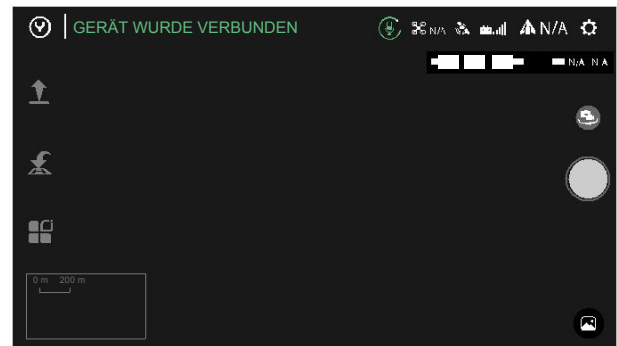 GERÄT WURDE VERBUNDEN N/A N/A
N/A N A
0 m 200 m